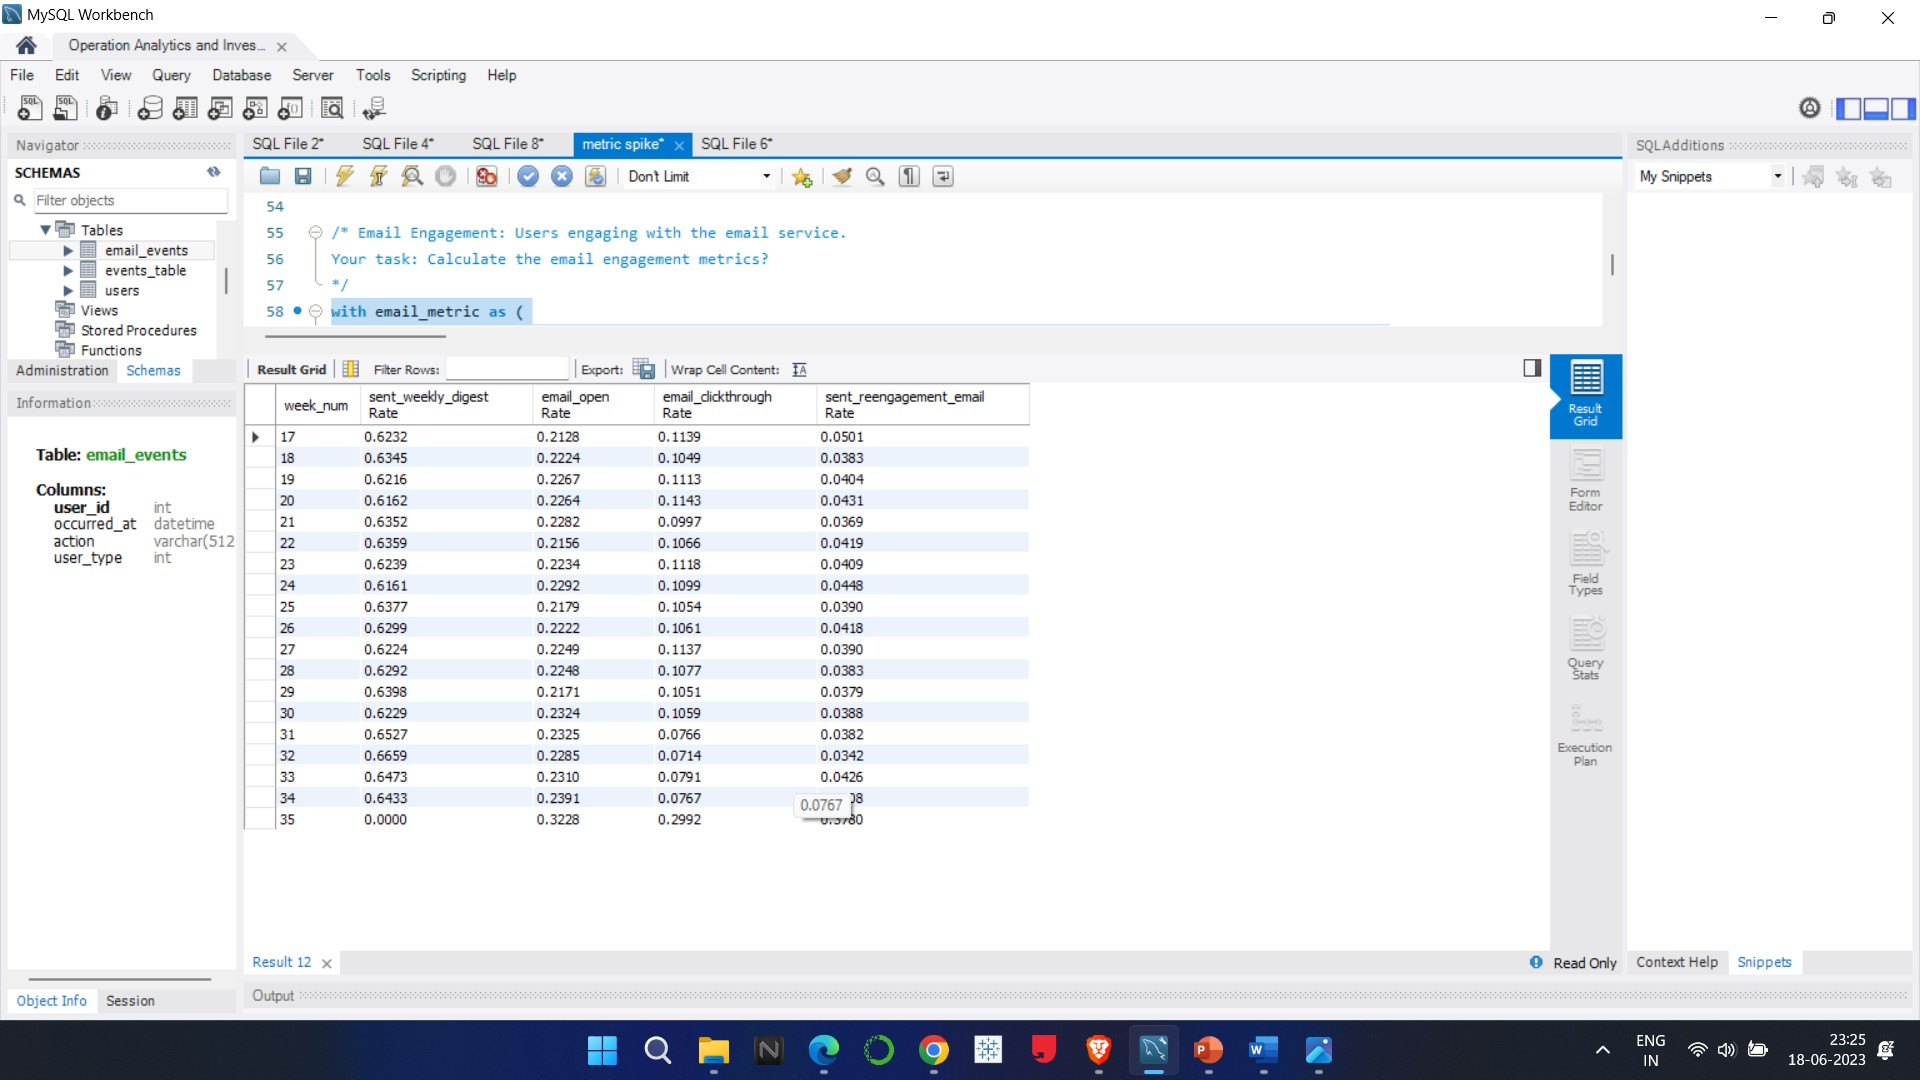 MySQL Workbench
Operation Analytics and Inves...
File Edit View Query Database Server Tools Scripting Help
Navigator
SCHEMAS
Filter objects
Tables
email_events
events_table
users
Views
Stored Procedures
Functions
Administration Schemas
Information
Table: email_events
Columns:
user_id int
occurred_at datetime
action varchar(512
user_type int
Object Info Session
SQL File 2* SQL File 4* SQL File 8* metric spike* SQL File 6*
Don't Limit
54
55 /* Email Engagement: Users engaging with the email service.
56 Your task: Calculate the email engagement metrics?
57 */
58 with email_metric as (
Result Grid Filter Rows: Export: Wrap Cell Content:
week_num sent_weekly_digest Rate email_open Rate email_clickthrough Rate sent_reengagement_email Rate
17 0.6232 0.2128 0.1139 0.0501
18 0.6345 0.2224 0.1049 0.0383
19 0.6216 0.2267 0.1113 0.0404
20 0.6162 0.2264 0.1143 0.0431
21 0.6352 0.2282 0.0997 0.0369
22 0.6359 0.2156 0.1066 0.0419
23 0.6239 0.2234 0.1118 0.0409
24 0.6161 0.2292 0.1099 0.0448
25 0.6377 0.2179 0.1054 0.0390
26 0.6299 0.2222 0.1061 0.0418
27 0.6224 0.2249 0.1137 0.0390
28 0.6292 0.2248 0.1077 0.0383
29 0.6398 0.2171 0.1051 0.0379
30 0.6229 0.2324 0.1059 0.0388
31 0.6527 0.2325 0.0766 0.0382
32 0.6659 0.2285 0.0714 0.0342
33 0.6473 0.2310 0.0791 0.0426
34 0.6433 0.2391 0.0767
0.0767
35 0.0000 0.3228 0.2992 0.3780
Result Grid
Form Editor
Field Types
Query Stats
Execution Plan
Result 12
Read Only
Output
SQLAdditions
My Snippets
Context Help Snippets
ENG
IN
23:25
18-06-2023